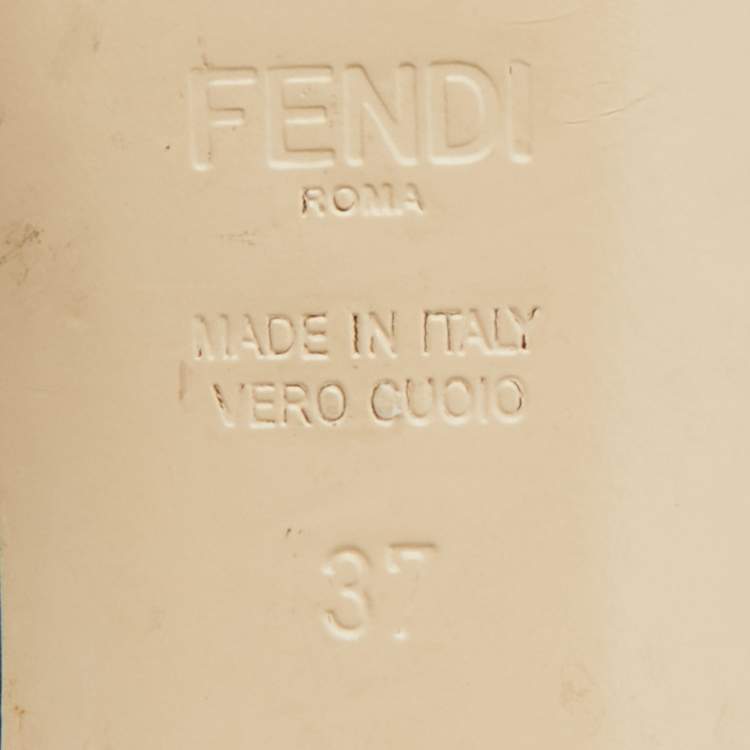 FENDI
ROMA
MADE IN ITALY
VERO CUOIO
37